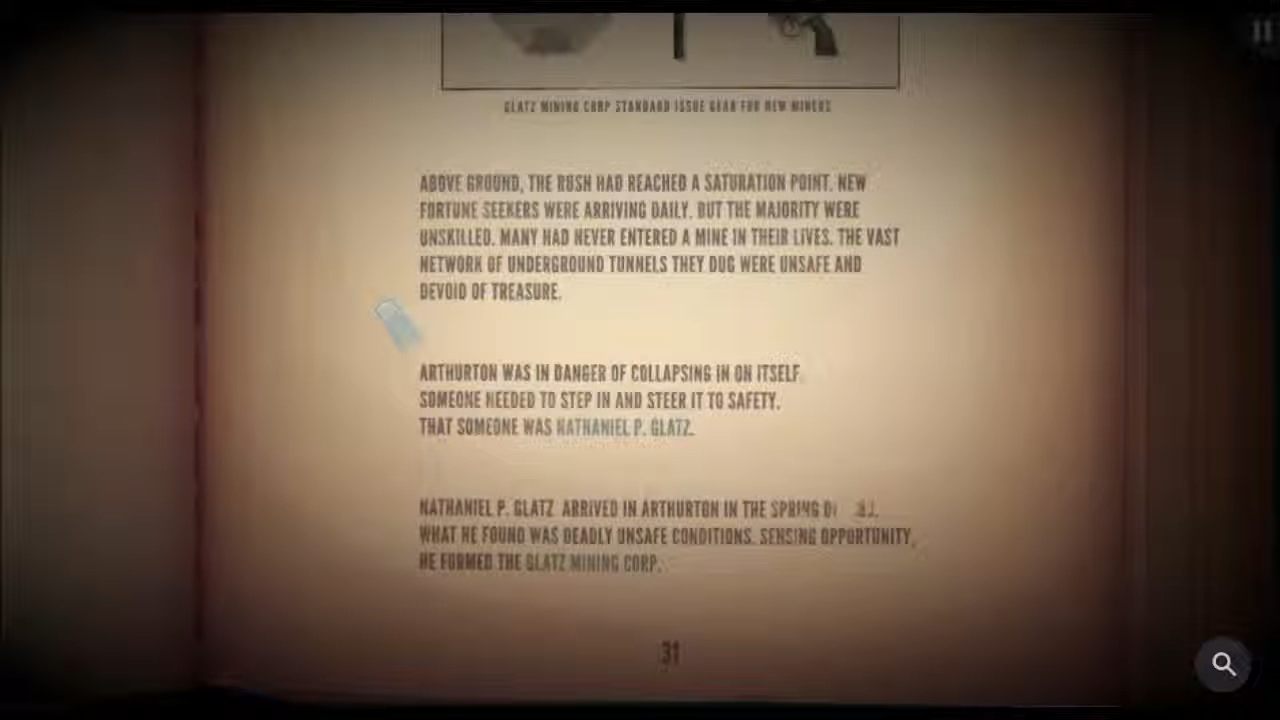 GLATZ MINING CORP STANDARD ISSUE GEAR FOR NEW MINERS
ABOVE GROUND, THE RUSH HAD REACHED A SATURATION POINT. NEW
FORTUNE SEEKERS WERE ARRIVING DAILY. BUT THE MAJORITY WERE
UNSKILLED. MANY HAD NEVER ENTERED A MINE IN THEIR LIVES. THE VAST
NETWORK OF UNDERGROUND TUNNELS THEY DUG WERE UNSAFE AND
DEVOID OF TREASURE.
ARTHURTON WAS IN DANGER OF COLLAPSING IN ON ITSELF.
SOMEONE NEEDED TO STEP IN AND STEER IT TO SAFETY.
THAT SOMEONE WAS NATHANIEL P. GLATZ.
NATHANIEL P. GLATZ ARRIVED IN ARTHURTON IN THE SPRING
WHAT HE FOUND WAS DEADLY UNSAFE CONDITIONS. SENSING OPPORTUNITY,
HE FORMED THE GLATZ MINING CORP.
31